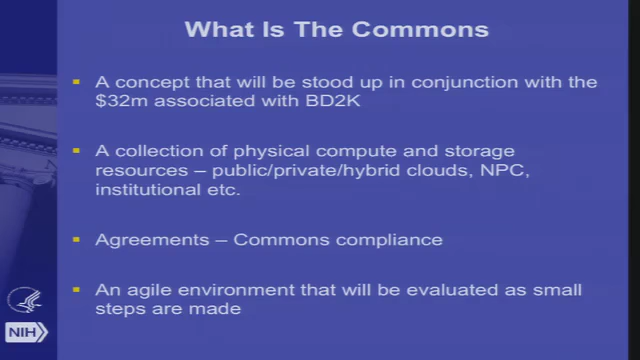 What Is The Commons
A concept that will be stood up in conjunction with the
$32m associated with BD2K
A collection of physical compute and storage
resources – public/private/hybrid clouds, NPC,
institutional etc.
Agreements – Commons compliance
An agile environment that will be evaluated as small
steps are made
NIH